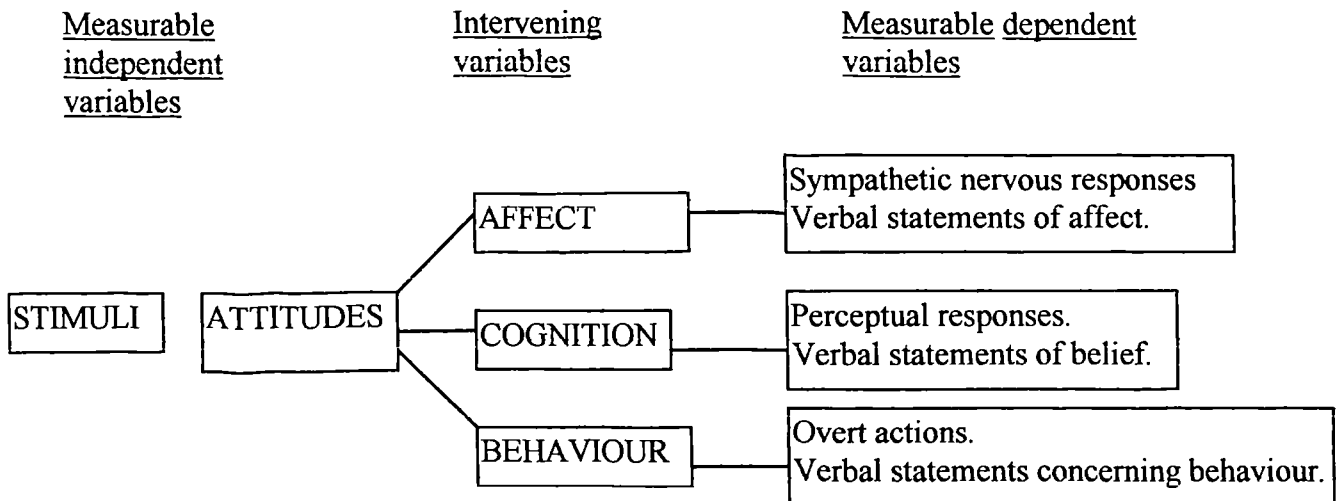 Measurable
independent
variables
Intervening
variables
Measurable dependent
variables
STIMULI
ATTITUDES
AFFECT
Sympathetic nervous responses
Verbal statements of affect.
COGNITION
Perceptual responses.
Verbal statements of belief.
BEHAVIOUR
Overt actions.
Verbal statements concerning behaviour.